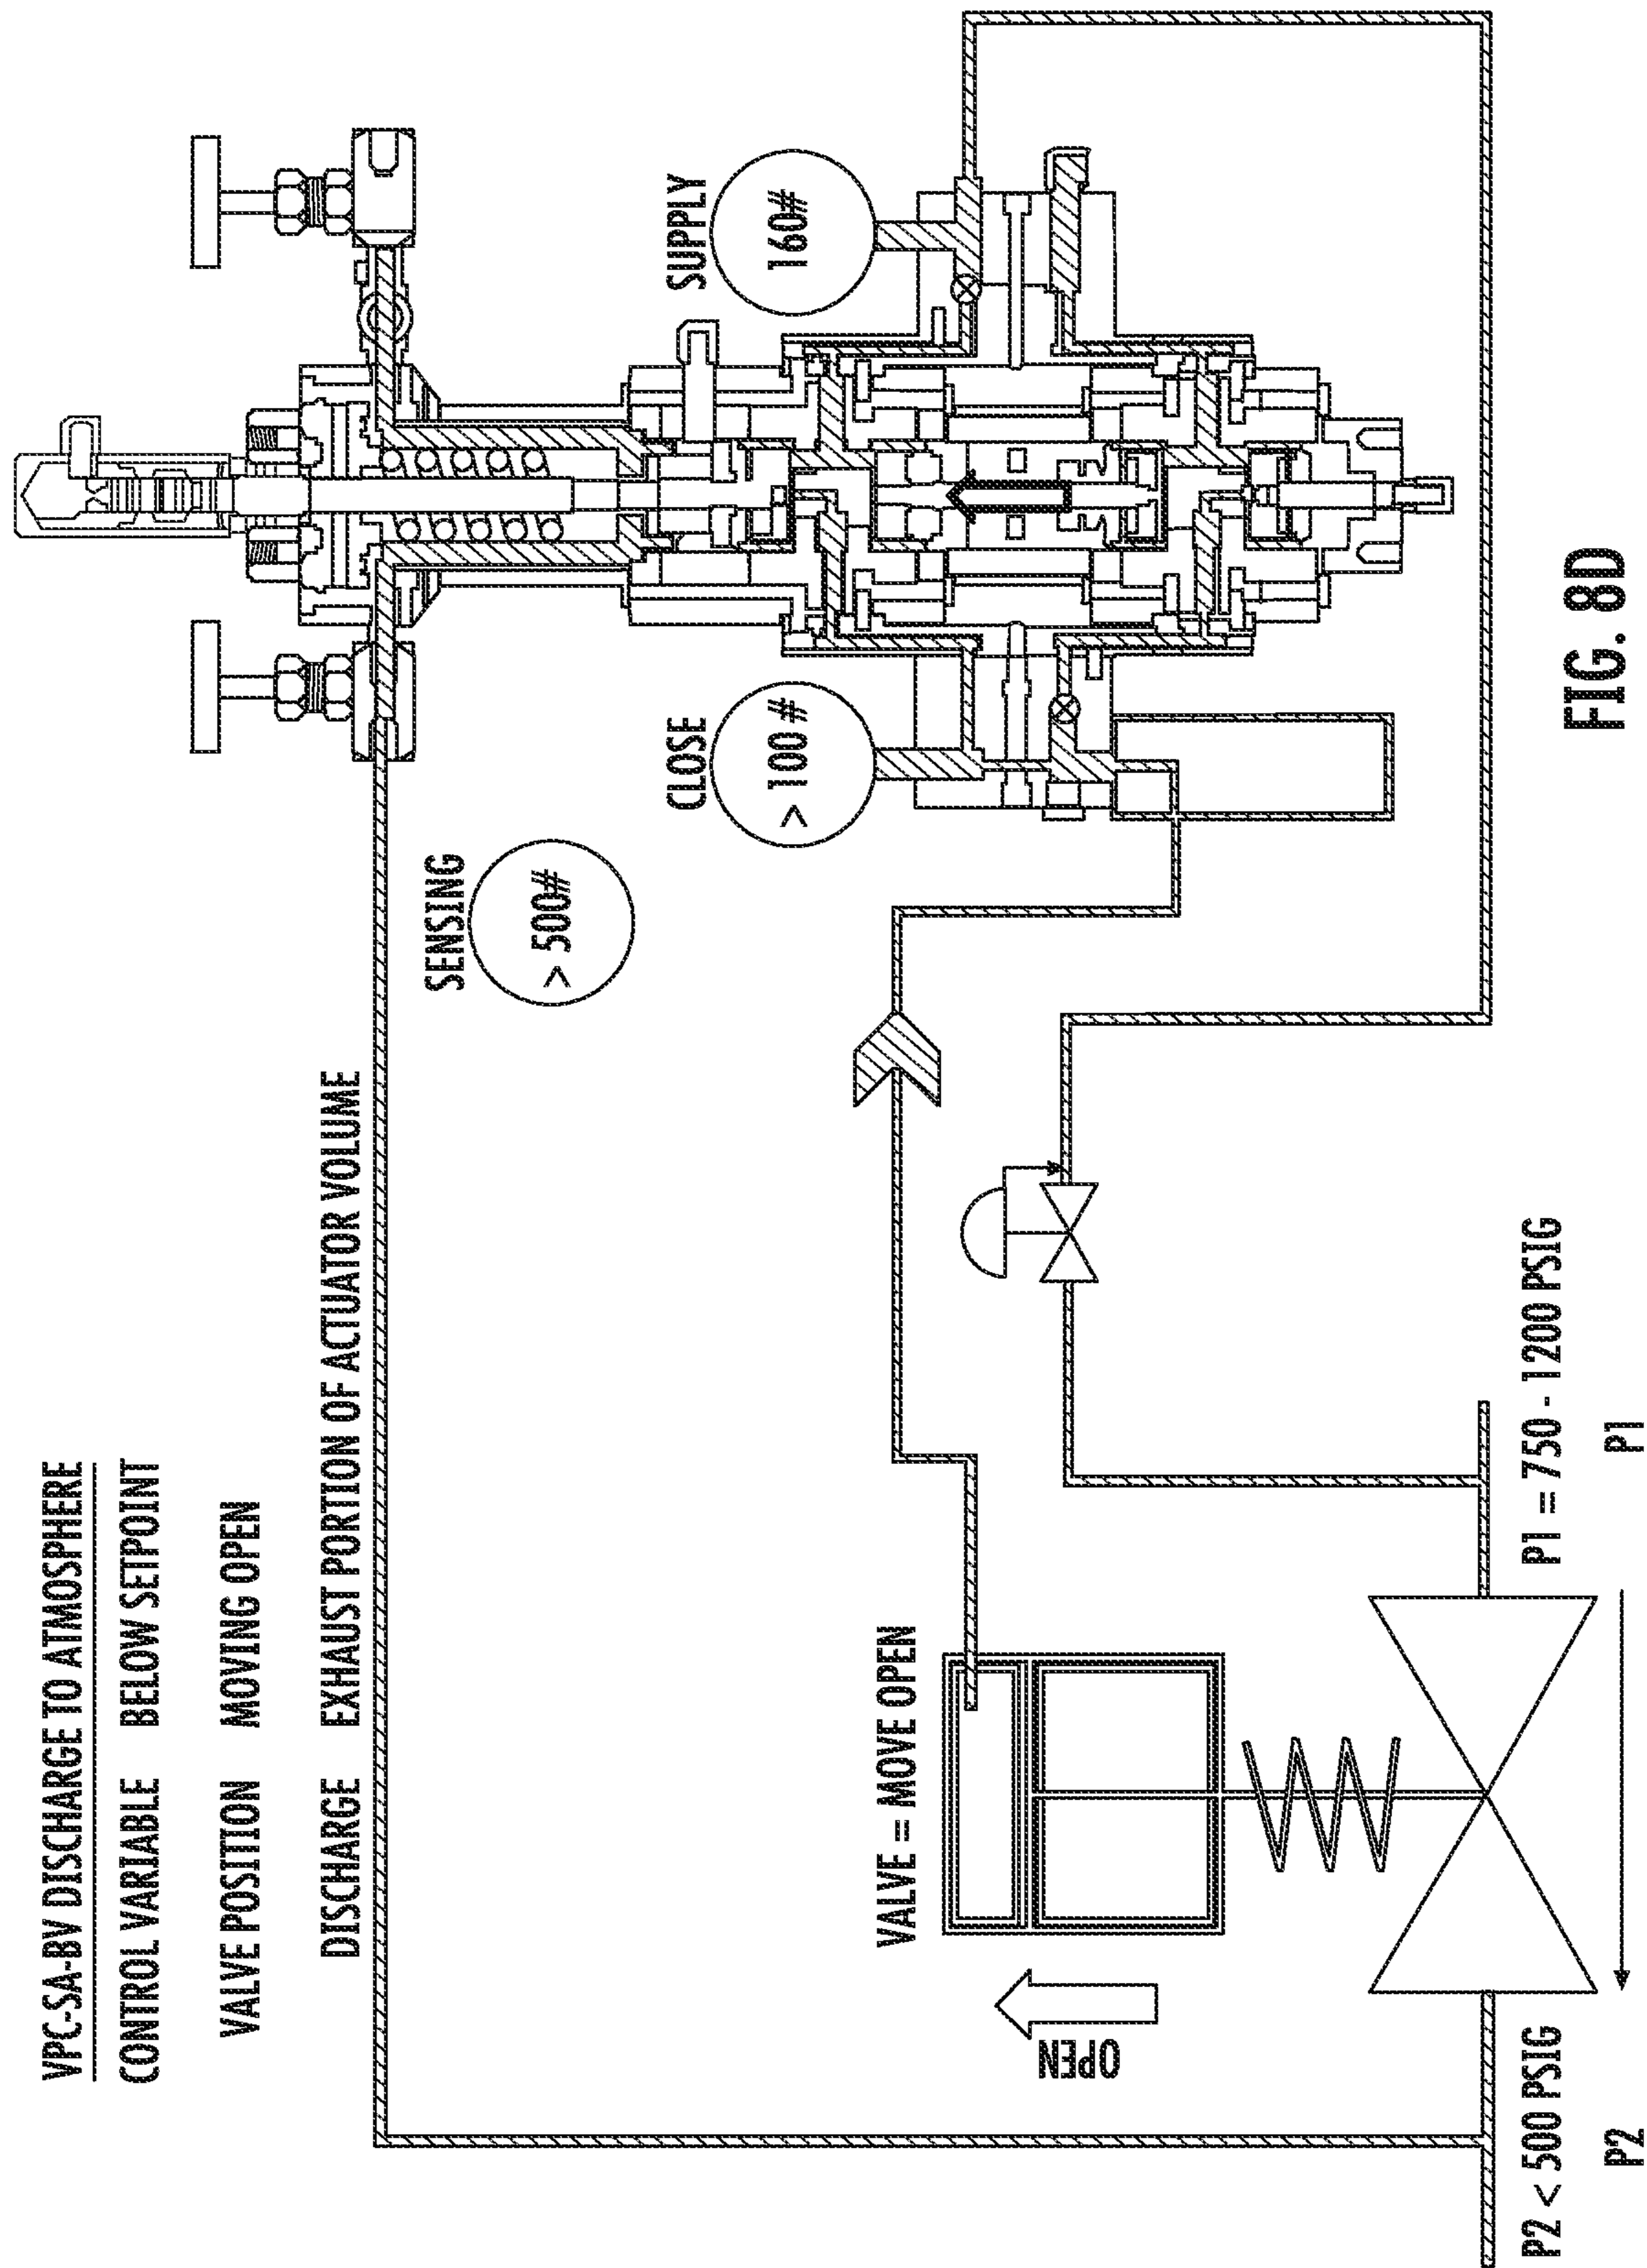 VPC-SA-BV DISCHARGE TO ATMOSPHERE
CONTROL VARIABLE BELOW SETPOINT
VALVE POSITION MOVING OPEN
DISCHARGE EXHAUST PORTION OF ACTUATOR VOLUME
SENSING
> 500#
CLOSE
> 100 #
SUPPLY
160#
VALVE = MOVE OPEN
OPEN
P2 < 500 PSIG
P1 = 750 - 1200 PSIG
P2
P1
FIG. 8D